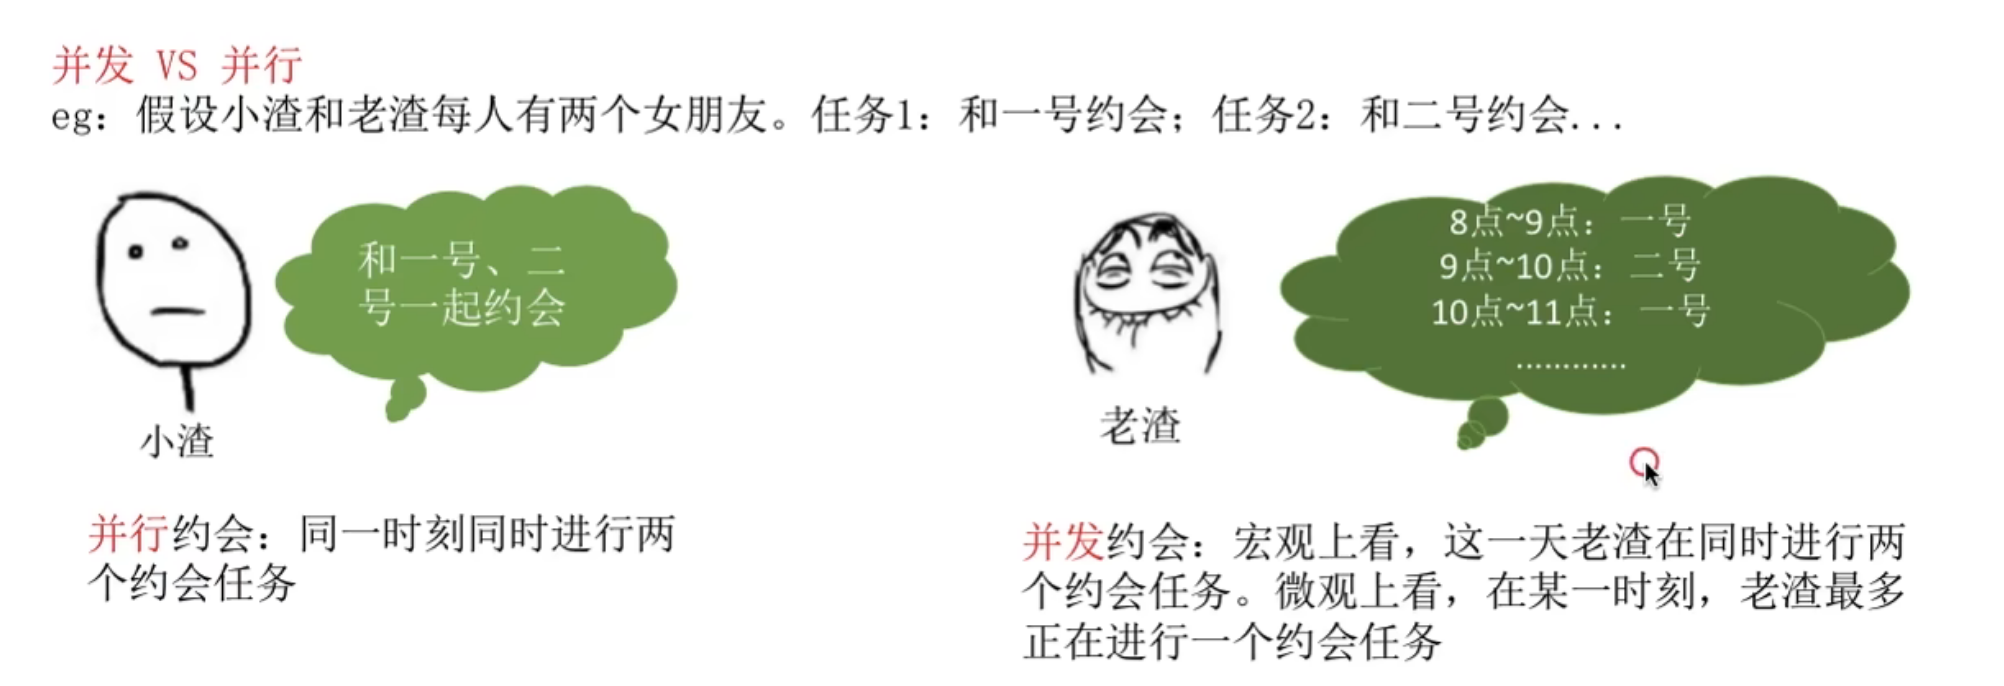 并发 VS 并行
eg：假设小渣和老渣每人有两个女朋友。任务1：和一号约会；任务2：和二号约会...
和一号、二
号一起约会
小渣
并行约会：同一时刻同时进行两
个约会任务
8点~9点： 一号
9点~10点： 二号
10点~11点： 一号
…………
老渣
并发约会：宏观上看，这一天老渣在同时进行两
个约会任务。微观上看，在某一时刻，老渣最多
正在进行一个约会任务